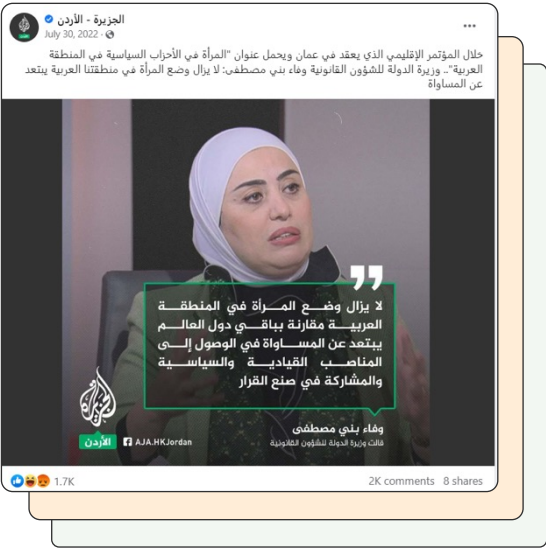 الجزيرة - الأردن
July 30, 2022
خلال المؤتمر الإقليمي الذي يعقد في عمان ويحمل عنوان "المرأة في الأحزاب السياسية في المنطقة
العربية".. وزيرة الدولة للشؤون القانونية وفاء بني مصطفى: لا يزال وضع المرأة في منطقتنا العربية يبتعد
عن المساواة
لا يزال وضع المرأة في المنطقة
العربية مقارنة بباقي دول العالم
يبتعد عن المساواة في الوصول إلى
المناصب القيادية والسياسية
والمشاركة في صنع القرار
وفاء بني مصطفى
قالت وزيرة الدولة للشؤون القانونية
الجزيرة
الأردن
AJA.HKJordan
1.7K
2K comments 8 shares